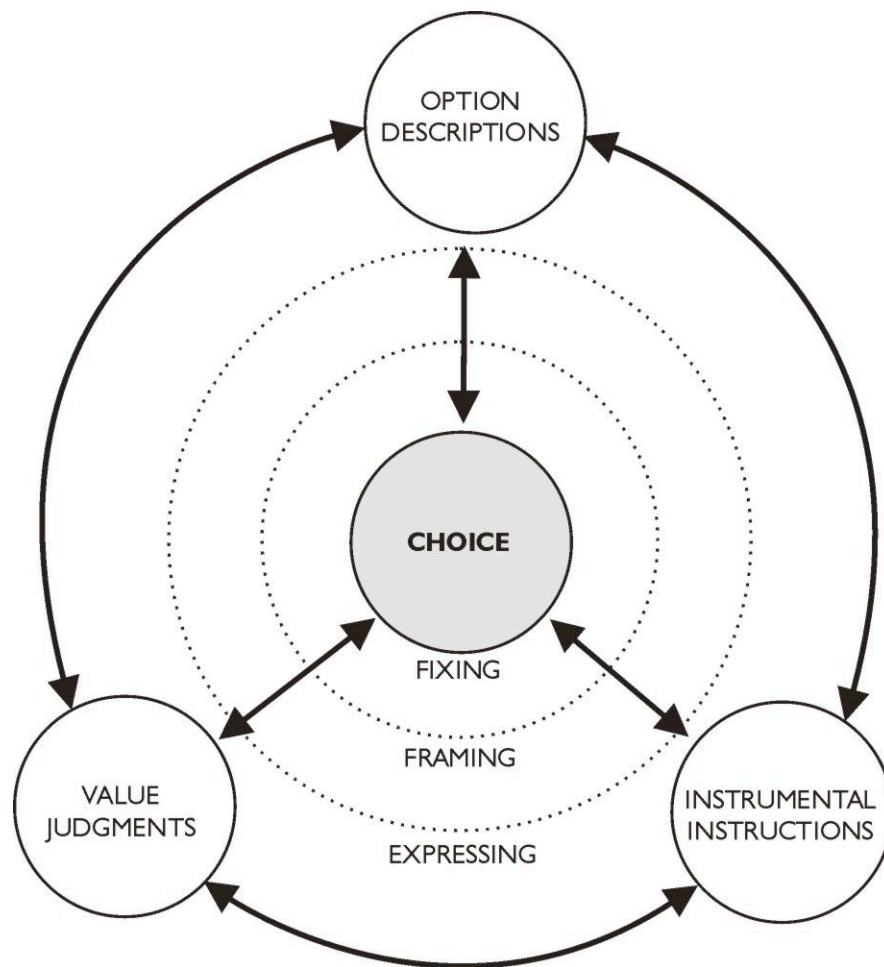 OPTION
DESCRIPTIONS
CHOICE
FIXING
FRAMING
EXPRESSING
VALUE
JUDGMENTS
INSTRUMENTAL
INSTRUCTIONS